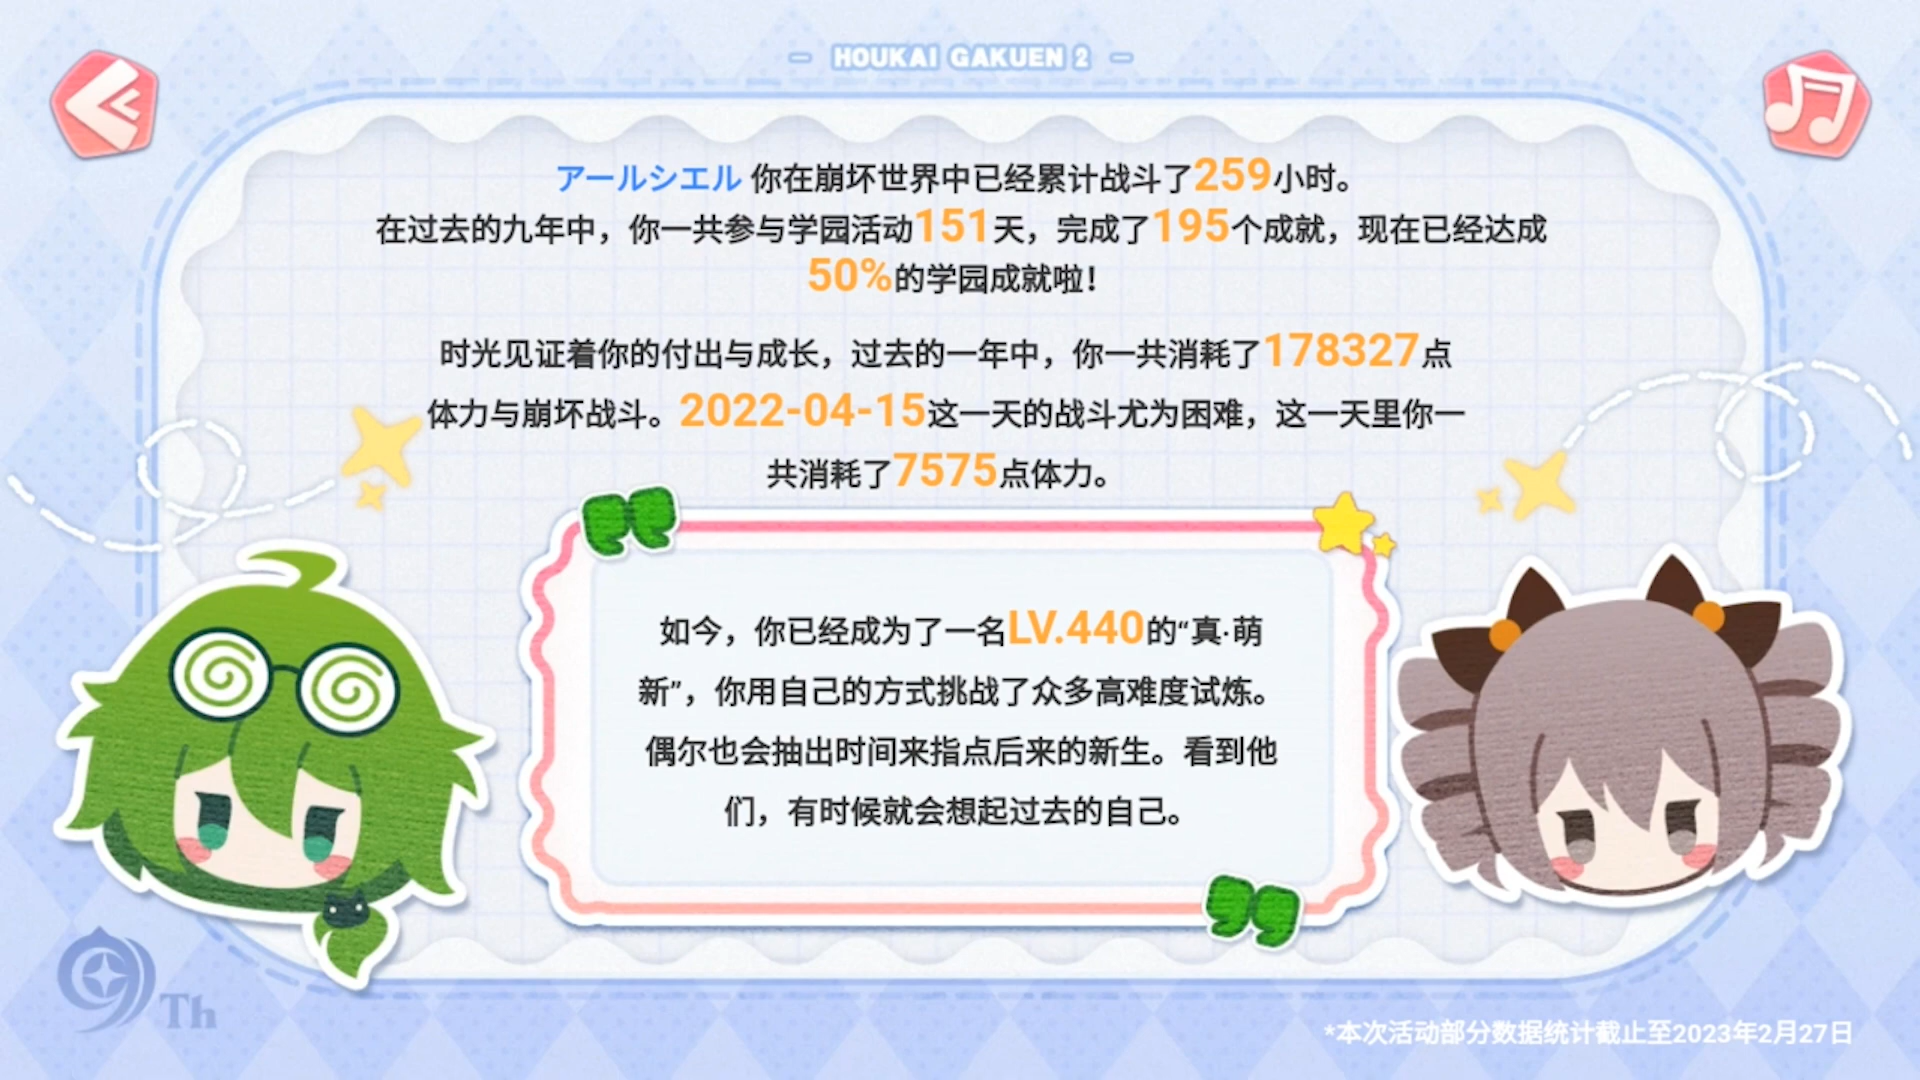 HOUKAI GAKUEN 2
アールシエル 你在崩坏世界中已经累计战斗了259小时。
在过去的九年中，你一共参与学园活动151天，完成了195个成就，现在已经达成
50%的学园成就啦！
时光见证着你的付出与成长，过去的一年中，你一共消耗了178327点
体力与崩坏战斗。2022-04-15这一天的战斗尤为困难，这一天里你一
共消耗了7575点体力。
如今，你已经成为了一名LV.440的“真·萌
新”，你用自己的方式挑战了众多高难度试炼。
偶尔也会抽出时间来指点后来的新生。看到他
们，有时候就会想起过去的自己。
9Th
*本次活动部分数据统计截止至2023年2月27日